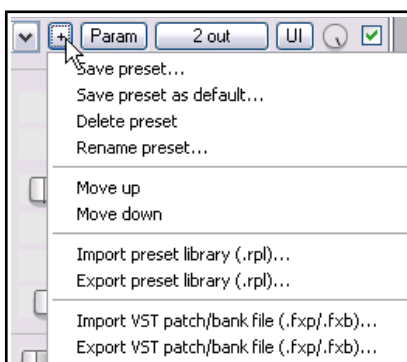 + Param 2 out UI
Save preset...
Save preset as default...
Delete preset
Rename preset...
Move up
Move down
Import preset library (.rpl)...
Export preset library (.rpl)...
Import VST patch/bank file (.fxp/.fxb)...
Export VST patch/bank file (.fxp/.fxb)...